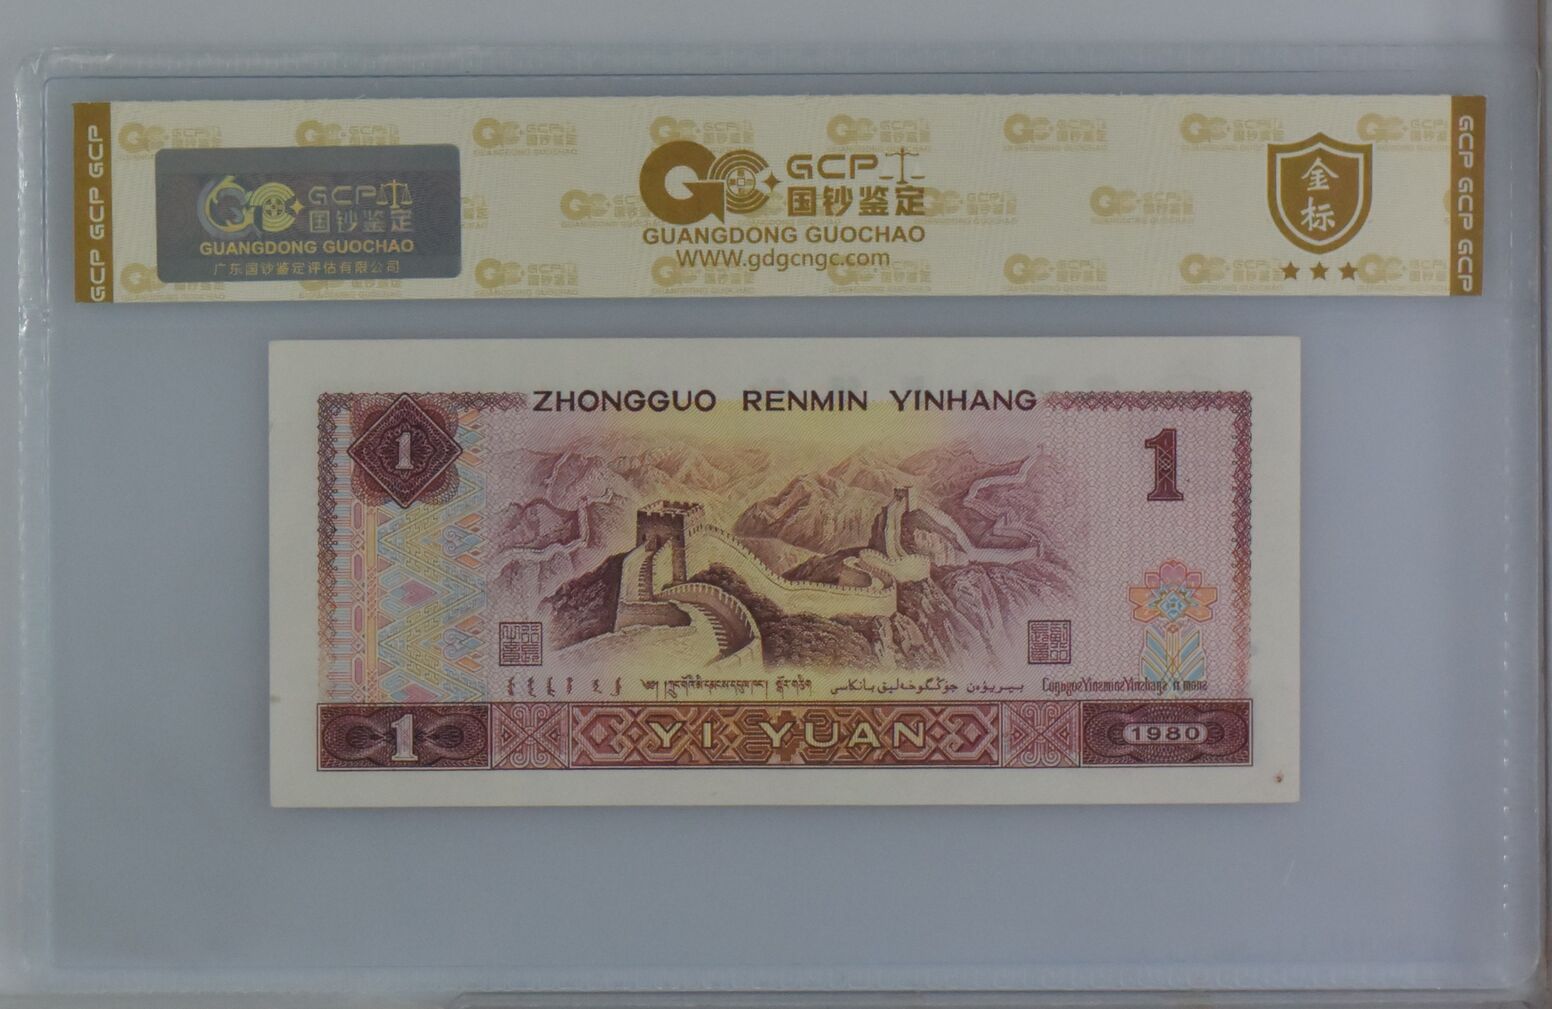 GCP GCP GCP
GCP
国钞鉴定
GUANGDONG GUOCHAO
广东国钞鉴定评估有限公司
GCP
国钞鉴定
GUANGDONG GUOCHAO
WWW.gdgcngc.com
金标
GCP GCP GCP
ZHONGGUO RENMIN YINHANG
1
1
1
YI YUAN
1980